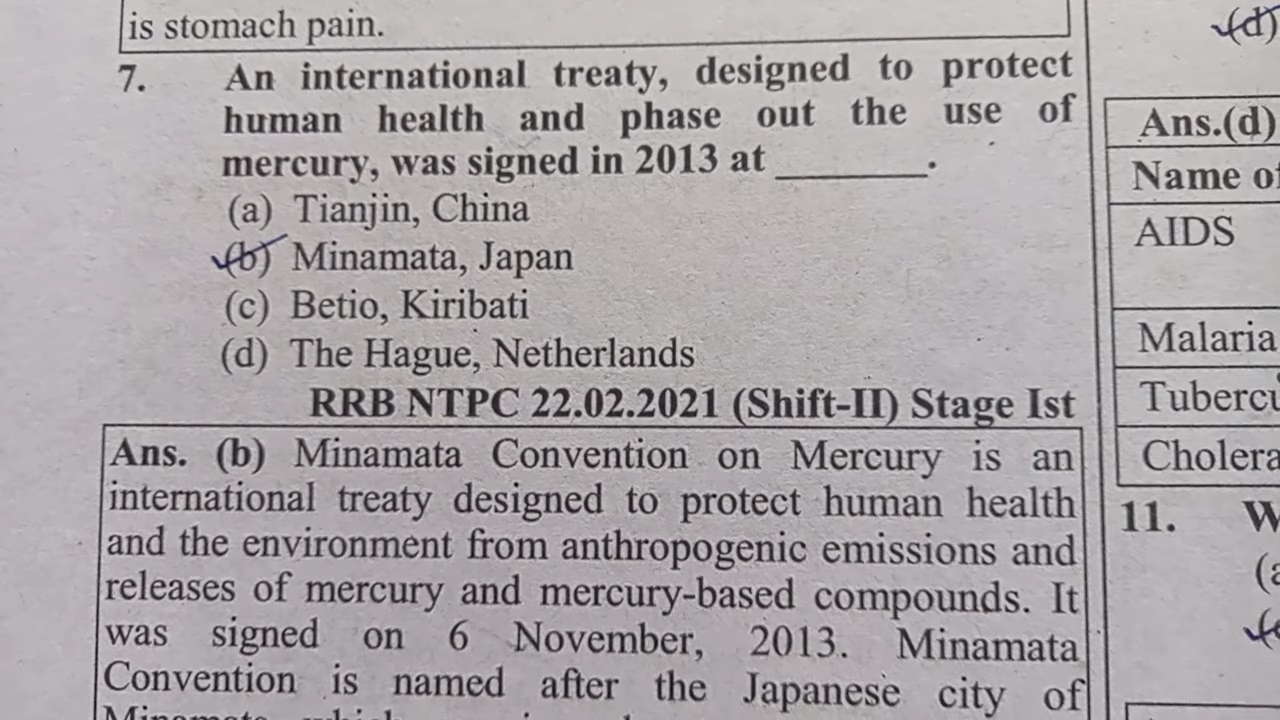 is stomach pain.
7. An international treaty, designed to protect
human health and phase out the use of
mercury, was signed in 2013 at ________.
(a) Tianjin, China
(b) Minamata, Japan
(c) Betio, Kiribati
(d) The Hague, Netherlands
RRB NTPC 22.02.2021 (Shift-II) Stage Ist
Ans. (b) Minamata Convention on Mercury is an
international treaty designed to protect human health
and the environment from anthropogenic emissions and
releases of mercury and mercury-based compounds. It
was signed on 6 November, 2013. Minamata
Convention is named after the Japanese city of
(d)
Ans.(d)
Name of
AIDS
Malaria
Cholera
11.